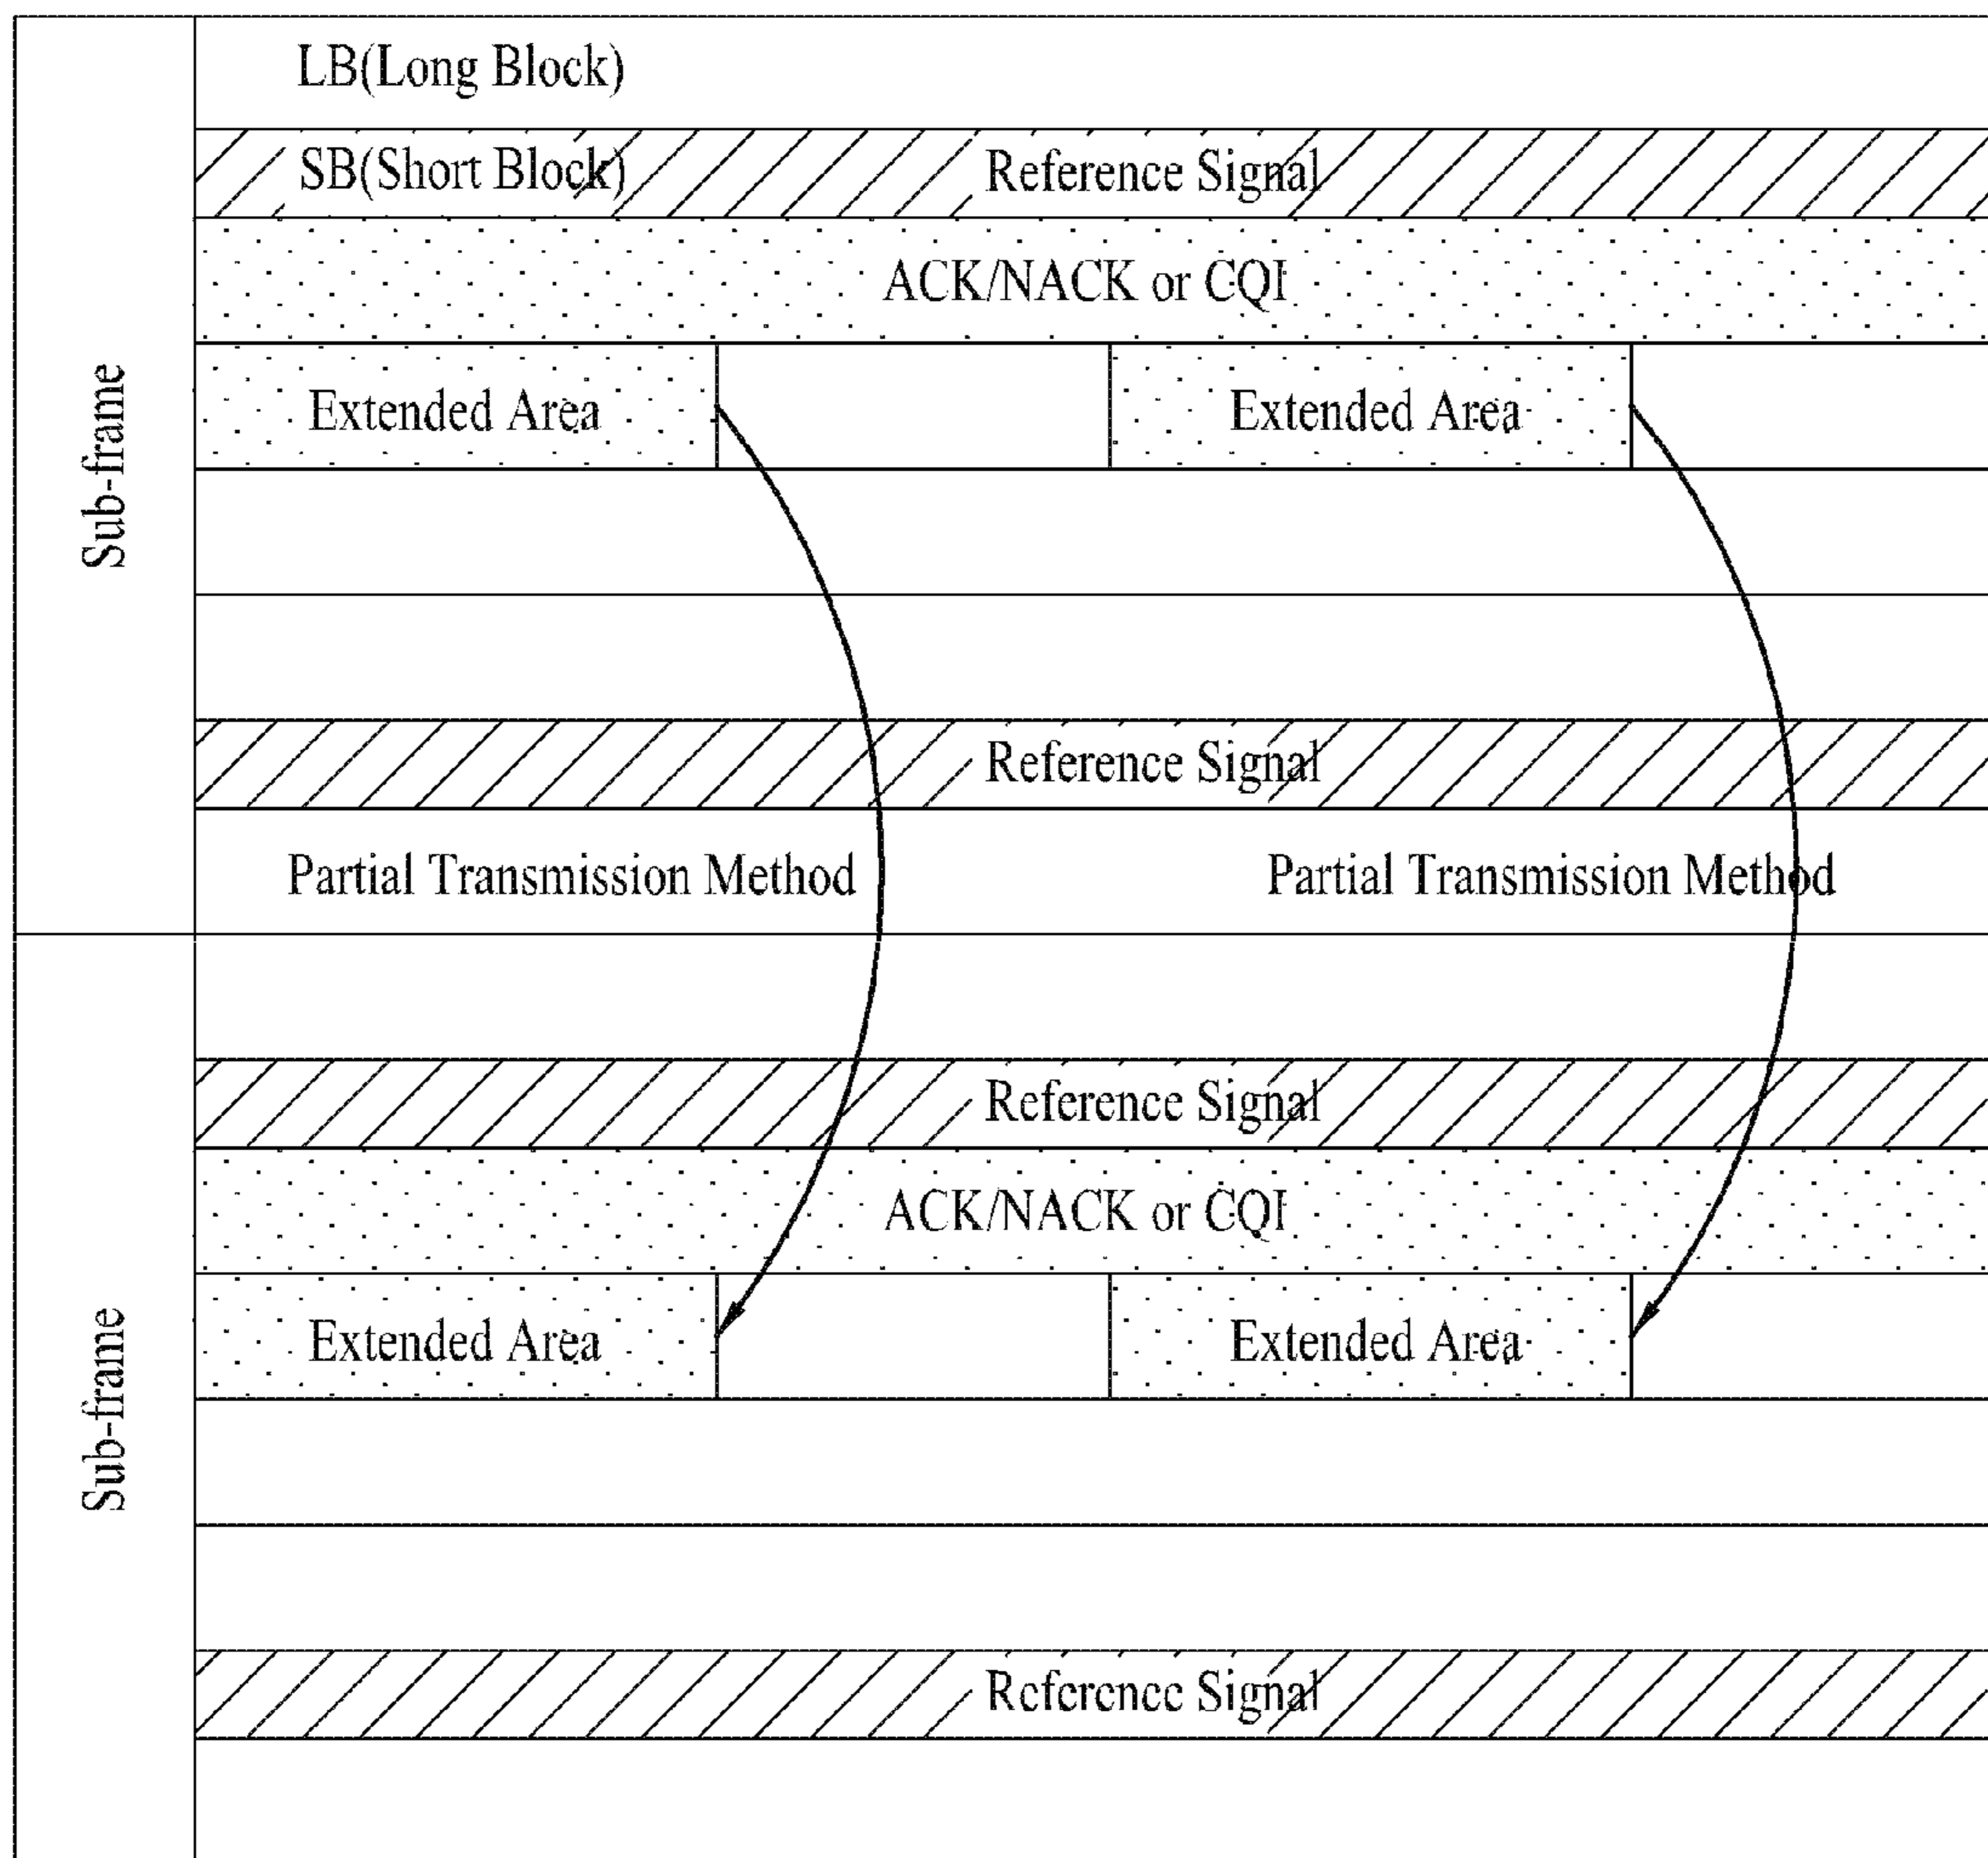 LB(Long Block)
SB(Short Block) Reference Signal
ACK/NACK or CQI
Sub-frame
Extended Area Extended Area
Reference Signal
Partial Transmission Method Partial Transmission Method
Reference Signal
ACK/NACK or CQI
Sub-frame
Extended Area Extended Area
Reference Signal